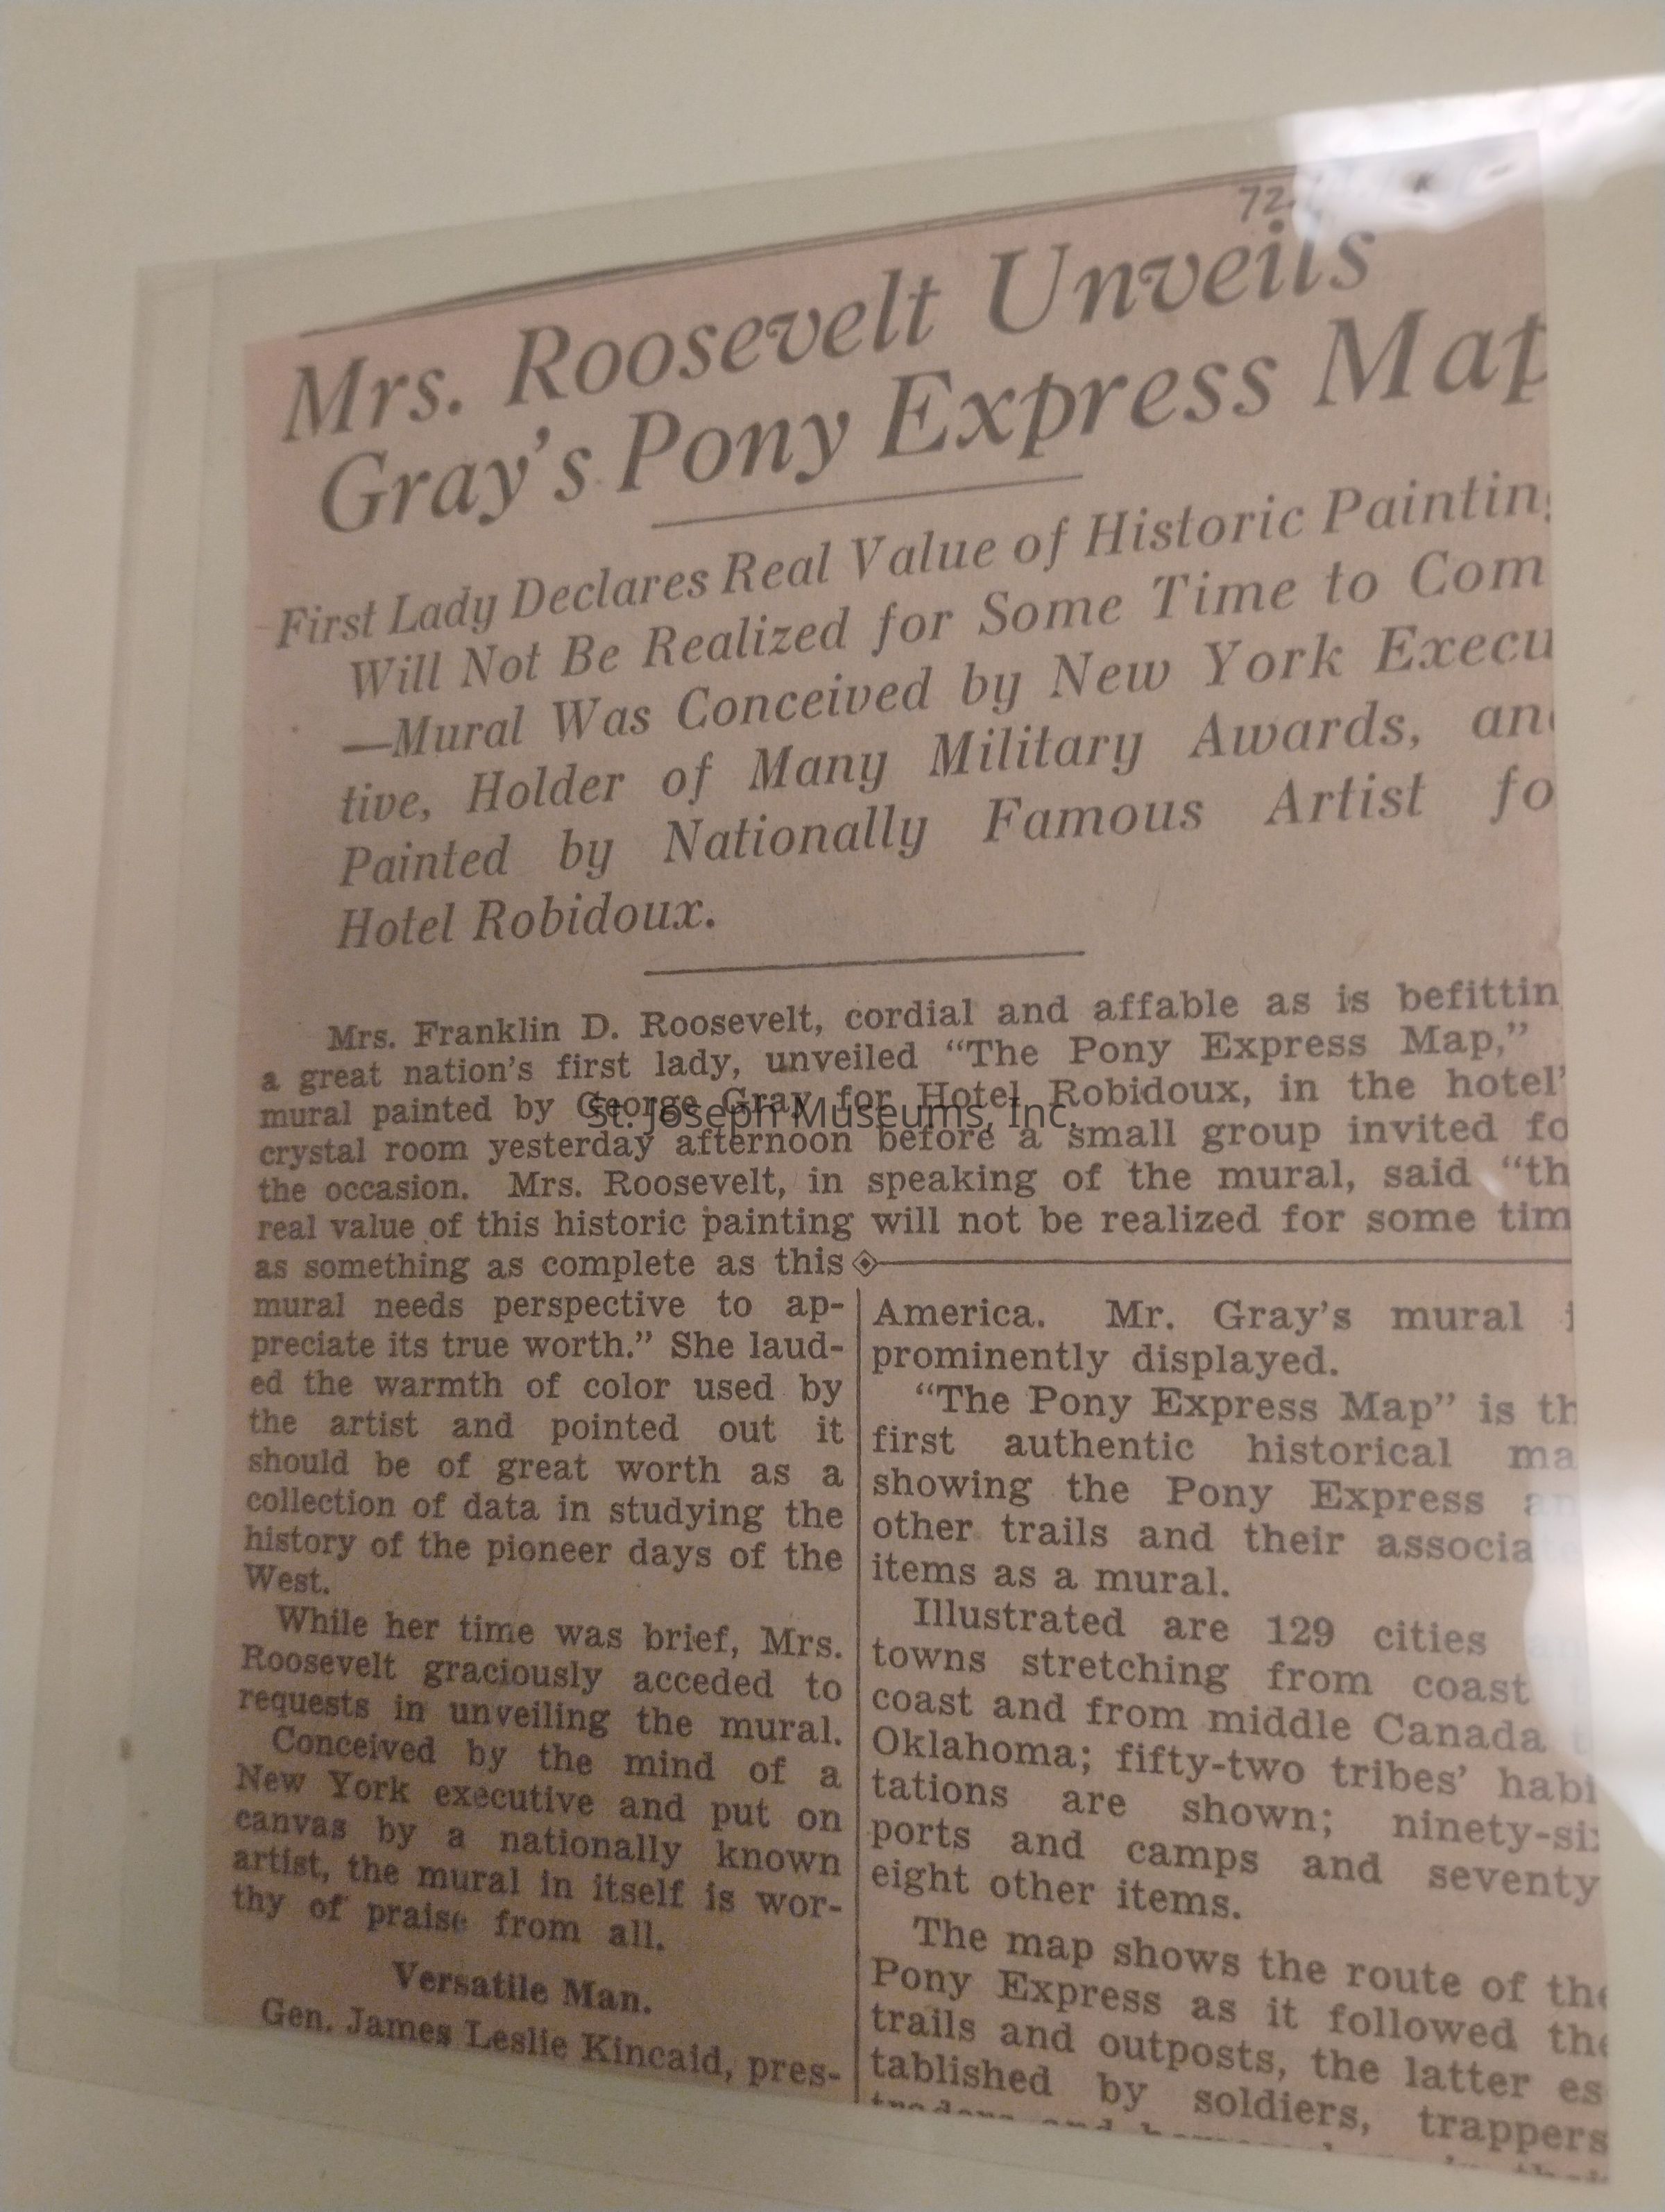 72
Mrs. Roosevelt Unveils
Gray's Pony Express Map
First Lady Declares Real Value of Historic Painting
Will Not Be Realized for Some Time to Com
—Mural Was Conceived by New York Execu
tive, Holder of Many Military Awards, and
Painted by Nationally Famous Artist fo
Hotel Robidoux.
Mrs. Franklin D. Roosevelt, cordial and affable as is befittin
a great nation's first lady, unveiled "The Pony Express Map,"
mural painted by George Gray for Hotel Robidoux, in the hotel'
St. Joseph Museums, Inc.
crystal room yesterday afternoon before a small group invited fo
the occasion. Mrs. Roosevelt, in speaking of the mural, said "th
real value of this historic painting will not be realized for some tim
as something as complete as this
mural needs perspective to ap-
preciate its true worth." She laud-
ed the warmth of color used by
the artist and pointed out it
should be of great worth as a
collection of data in studying the
history of the pioneer days of the
West.
While her time was brief, Mrs.
Roosevelt graciously acceded to
requests in unveiling the mural.
Conceived by the mind of a
New York executive and put on
canvas by a nationally known
artist, the mural in itself is wor-
thy of praise from all.
Versatile Man.
Gen. James Leslie Kincaid, pres-
America. Mr. Gray's mural i
prominently displayed.
"The Pony Express Map" is th
first authentic historical ma
showing the Pony Express an
other trails and their associa
items as a mural.
Illustrated are 129 cities
towns stretching from coast
coast and from middle Canada t
Oklahoma; fifty-two tribes' habi
tations are shown; ninety-six
ports and camps and seventy
eight other items.
The map shows the route of the
Pony Express as it followed the
trails and outposts, the latter es
tablished by soldiers, trappers